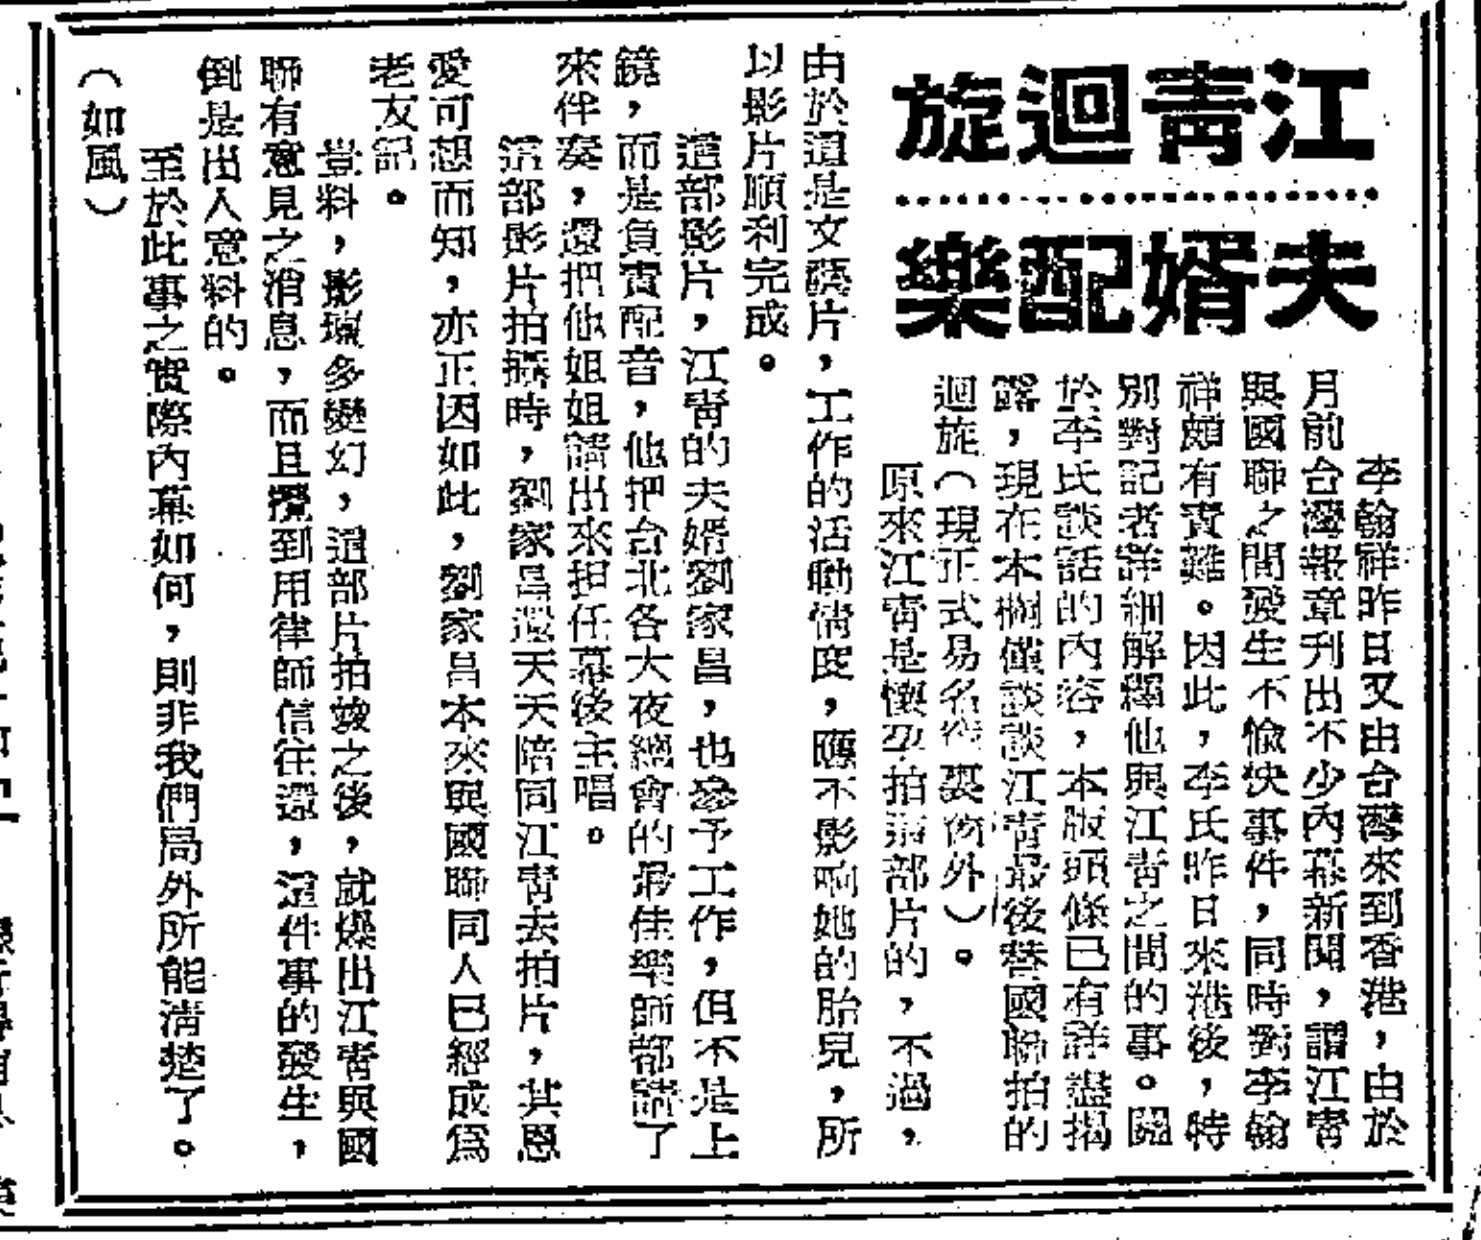 江青迴旋
夫婿配樂
李翰祥昨日又由台灣來到香港，由於
月前台灣報章刊出不少內幕新聞，謂江青
與國聯之間發生不愉快事件，同時對李翰
祥頗有責難。因此，李氏昨日來港後，特
別對記者詳細解釋他與江青之間的事。關
於李氏談話的內容，本版頭條已有詳盡揭
露，現在本欄僅談談江青最後替國聯拍的
迴旋（現正式易名 裏 外）。
原來江青是懷孕拍這部片的，不過，
由於這是文藝片，工作的活動情度，應不影响她的胎兒，所
以影片順利完成。
這部影片，江青的夫婿劉家昌，也參予工作，但不是上
鏡，而是負責配音，他把台北各大夜總會的最佳樂師都請了
來伴奏，還把他姐姐請出來担任幕後主唱。
這部影片拍攝時，劉家昌還天天陪同江青去拍片，其恩
愛可想而知，亦正因如此，劉家昌本來與國聯同人已經成爲
老友記。
豈料，影壇多變幻，這部片拍竣之後，就爆出江青與國
聯有意見之消息，而且攪到用律師信往還，這件事的發生，
倒是出人意料的。
至於此事之實際內幕如何，則非我們局外所能清楚了。
（如風）